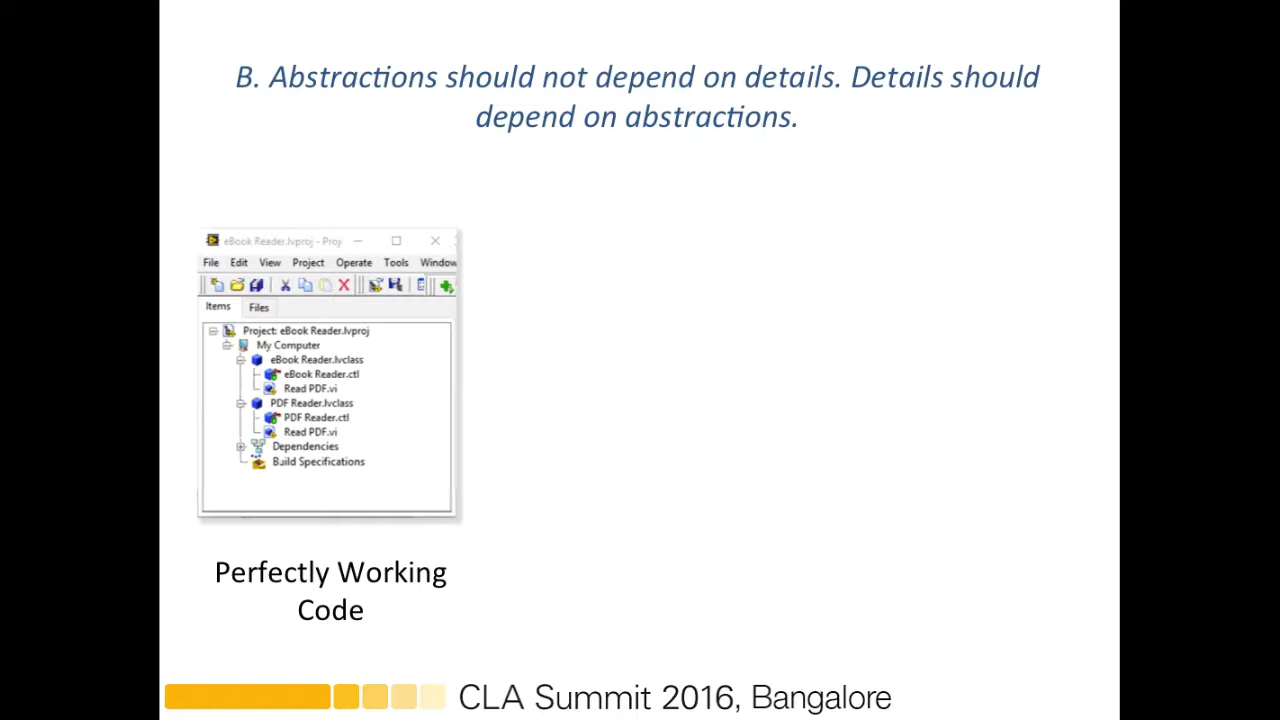 B. Abstractions should not depend on details. Details should
depend on abstractions.
eBook Reader.lvproj - Proj
File Edit View Project Operate Tools Window
Items Files
Project: eBook Reader.lvproj
My Computer
eBook Reader.lvclass
eBook Reader.ctl
Read PDF.vi
PDF Reader.lvclass
PDF Reader.ctl
Read PDF.vi
Dependencies
Build Specifications
Perfectly Working
Code
CLA Summit 2016, Bangalore